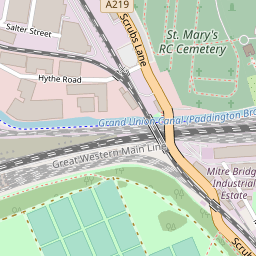 A219
Salter Street
Scrubs Lane
St. Mary's
RC Cemetery
Hythe Road
Grand Union Canal (Paddington Br
Great Western Main Line
Mitre Bridg
Industrial
Estate
Scrub